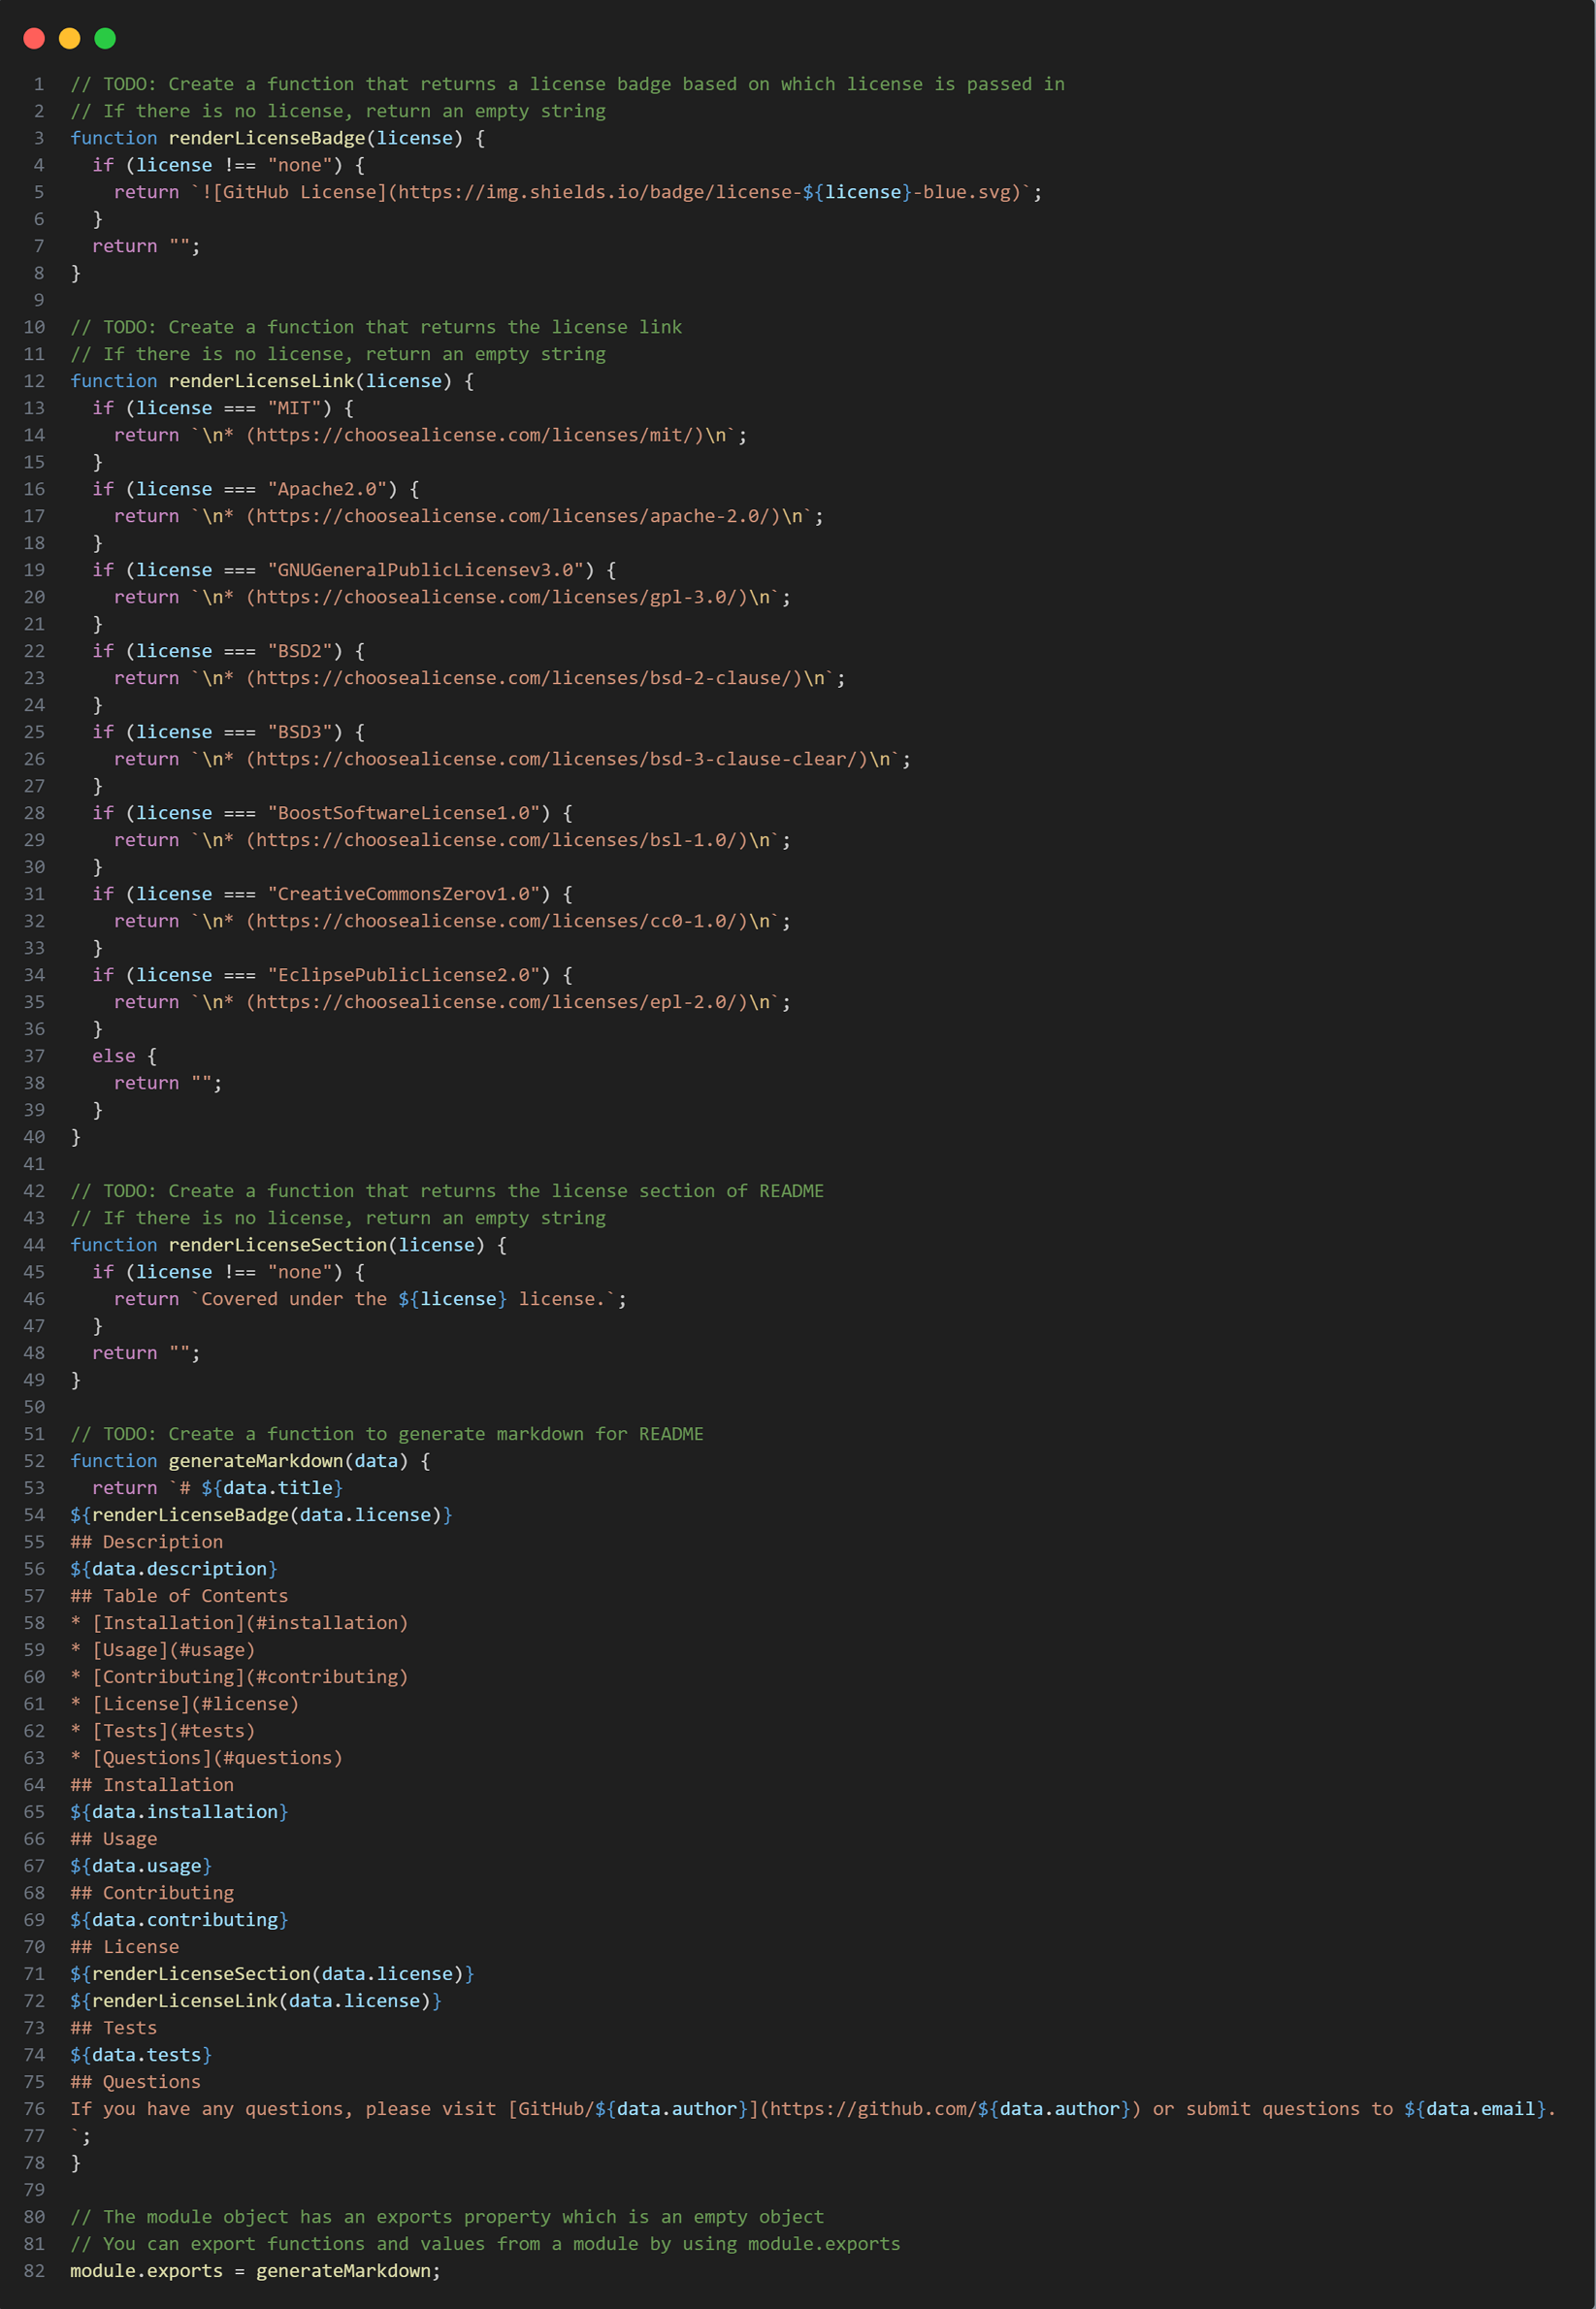 1 // TODO: Create a function that returns a license badge based on which license is passed in
2 // If there is no license, return an empty string
3 function renderLicenseBadge(license) {
4   if (license !== "none") {
5     return `![GitHub License](https://img.shields.io/badge/license-${license}-blue.svg)`;
6   }
7   return "";
8 }
9
10 // TODO: Create a function that returns the license link
11 // If there is no license, return an empty string
12 function renderLicenseLink(license) {
13   if (license === "MIT") {
14     return `\n* (https://choosealicense.com/licenses/mit/)\n`;
15   }
16   if (license === "Apache2.0") {
17     return `\n* (https://choosealicense.com/licenses/apache-2.0/)\n`;
18   }
19   if (license === "GNUGeneralPublicLicensev3.0") {
20     return `\n* (https://choosealicense.com/licenses/gpl-3.0/)\n`;
21   }
22   if (license === "BSD2") {
23     return `\n* (https://choosealicense.com/licenses/bsd-2-clause/)\n`;
24   }
25   if (license === "BSD3") {
26     return `\n* (https://choosealicense.com/licenses/bsd-3-clause-clear/)\n`;
27   }
28   if (license === "BoostSoftwareLicense1.0") {
29     return `\n* (https://choosealicense.com/licenses/bsl-1.0/)\n`;
30   }
31   if (license === "CreativeCommonsZerov1.0") {
32     return `\n* (https://choosealicense.com/licenses/cc0-1.0/)\n`;
33   }
34   if (license === "EclipsePublicLicense2.0") {
35     return `\n* (https://choosealicense.com/licenses/epl-2.0/)\n`;
36   }
37   else {
38     return "";
39   }
40 }
41
42 // TODO: Create a function that returns the license section of README
43 // If there is no license, return an empty string
44 function renderLicenseSection(license) {
45   if (license !== "none") {
46     return `Covered under the ${license} license.`;
47   }
48   return "";
49 }
50
51 // TODO: Create a function to generate markdown for README
52 function generateMarkdown(data) {
53   return `# ${data.title}
54 ${renderLicenseBadge(data.license)}
55 ## Description
56 ${data.description}
57 ## Table of Contents
58 * [Installation](#installation)
59 * [Usage](#usage)
60 * [Contributing](#contributing)
61 * [License](#license)
62 * [Tests](#tests)
63 * [Questions](#questions)
64 ## Installation
65 ${data.installation}
66 ## Usage
67 ${data.usage}
68 ## Contributing
69 ${data.contributing}
70 ## License
71 ${renderLicenseSection(data.license)}
72 ${renderLicenseLink(data.license)}
73 ## Tests
74 ${data.tests}
75 ## Questions
76 If you have any questions, please visit [GitHub/${data.author}](https://github.com/${data.author}) or submit questions to ${data.email}.
77 `;
78 }
79
80 // The module object has an exports property which is an empty object
81 // You can export functions and values from a module by using module.exports
82 module.exports = generateMarkdown;